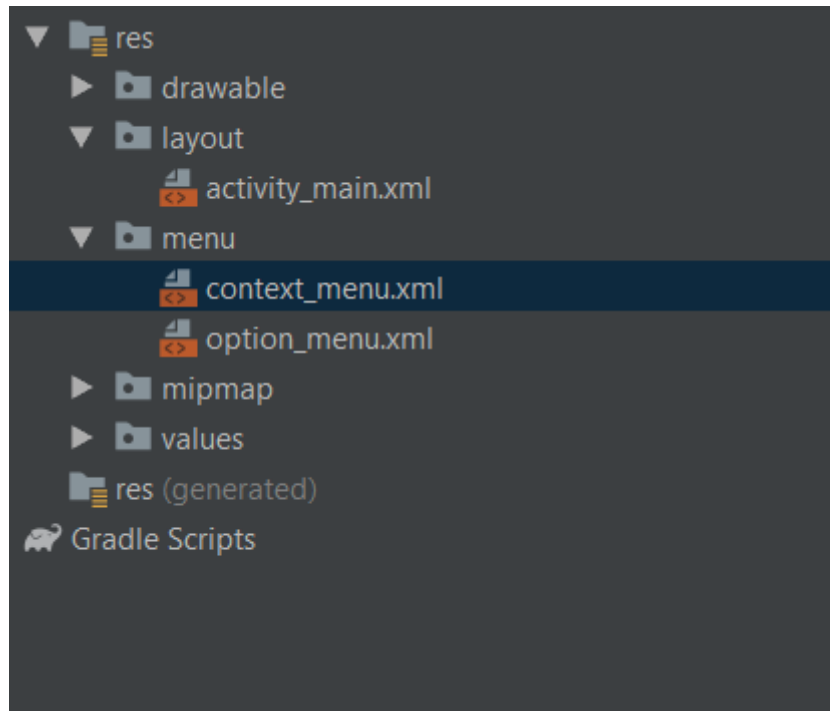 res
drawable
layout
activity_main.xml
menu
context_menu.xml
option_menu.xml
mipmap
values
res (generated)
Gradle Scripts